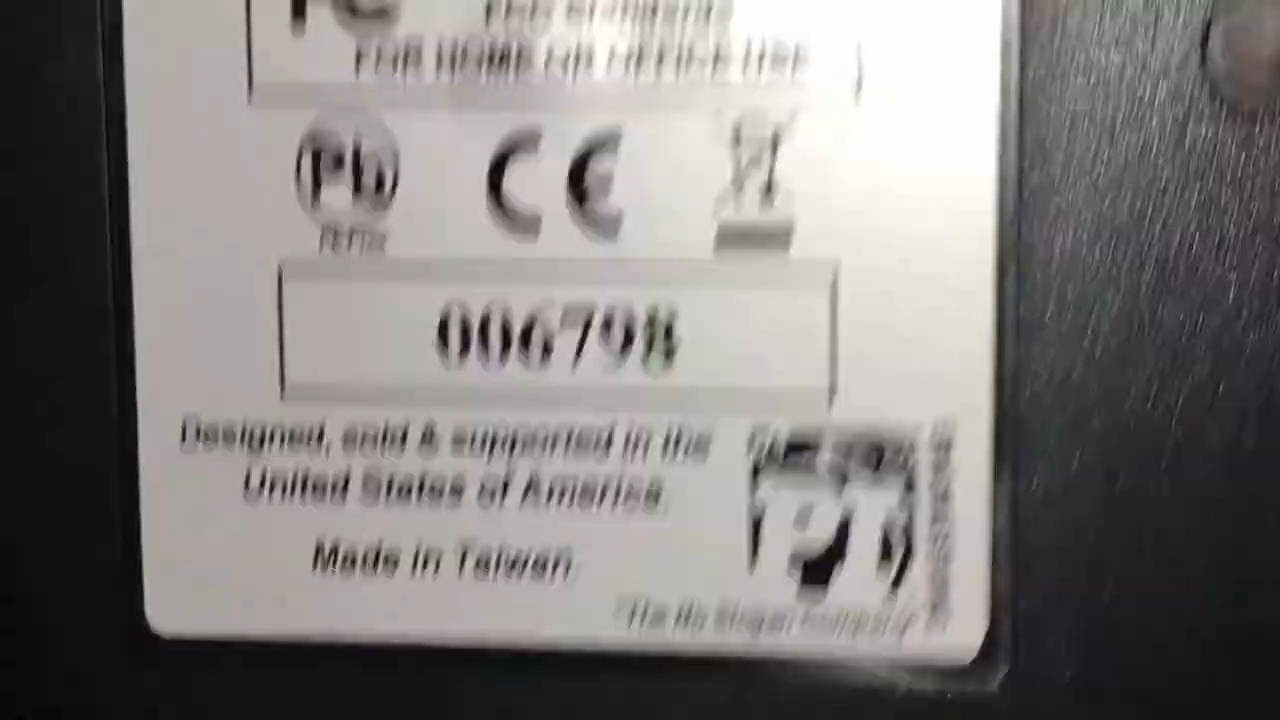 FC
FOR HOME OR OFFICE USE
Pb
CE
006798
Designed, sold & supported in the
United States of America.
Made in Taiwan.